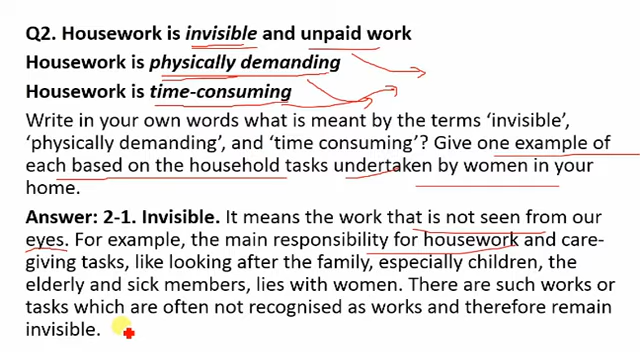 Q2. Housework is invisible and unpaid work
Housework is physically demanding
Housework is time-consuming
Write in your own words what is meant by the terms ‘invisible’,
‘physically demanding’, and ‘time consuming’? Give one example of
each based on the household tasks undertaken by women in your
home.
Answer: 2-1. Invisible. It means the work that is not seen from our
eyes. For example, the main responsibility for housework and care-
giving tasks, like looking after the family, especially children, the
elderly and sick members, lies with women. There are such works or
tasks which are often not recognised as works and therefore remain
invisible.